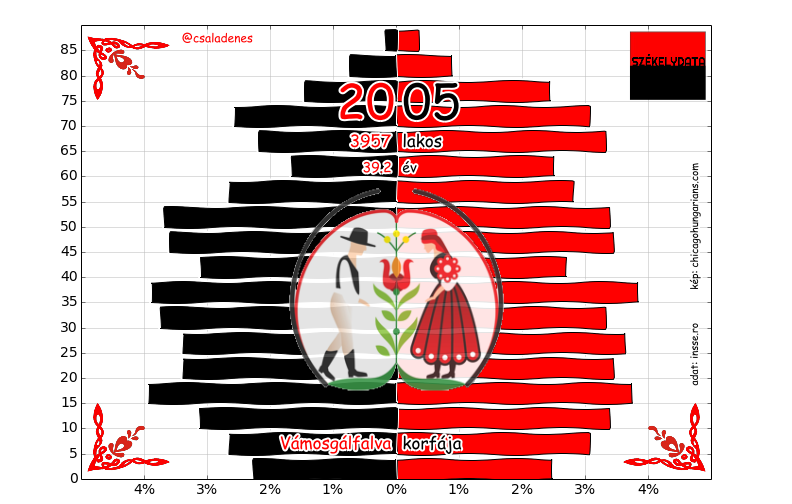 @csaladenes
SZÉKELYDATA
2005
3957 lakos
39.2 év
Vámosgálfalva korfája
kép: chicagohungarians.com
adat: insse.ro
85
80
75
70
65
60
55
50
45
40
35
30
25
20
15
10
5
0
4% 3% 2% 1% 0% 1% 2% 3% 4%